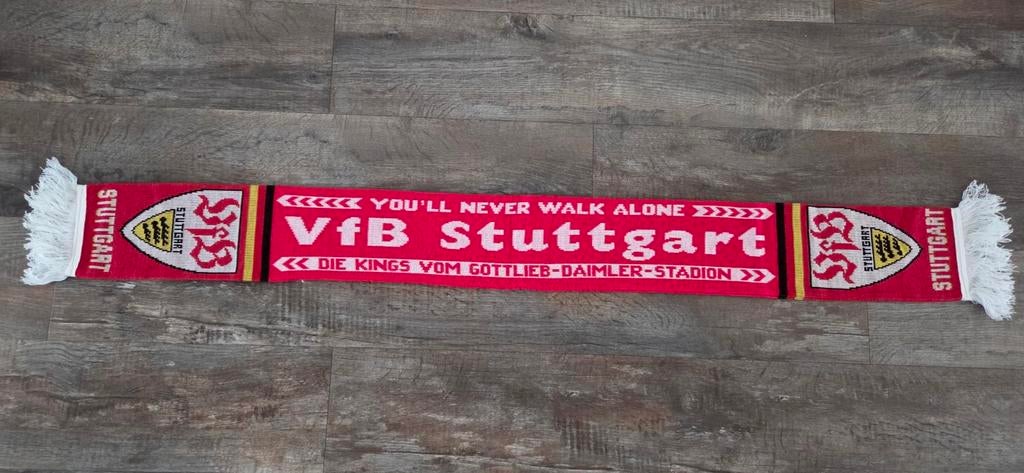 STUTTGART
VfB
STUTTGART
YOU'LL NEVER WALK ALONE
VfB Stuttgart
DIE KINGS VOM GOTTLIEB-DAIMLER-STADION
VfB
STUTTGART
STUTTGART